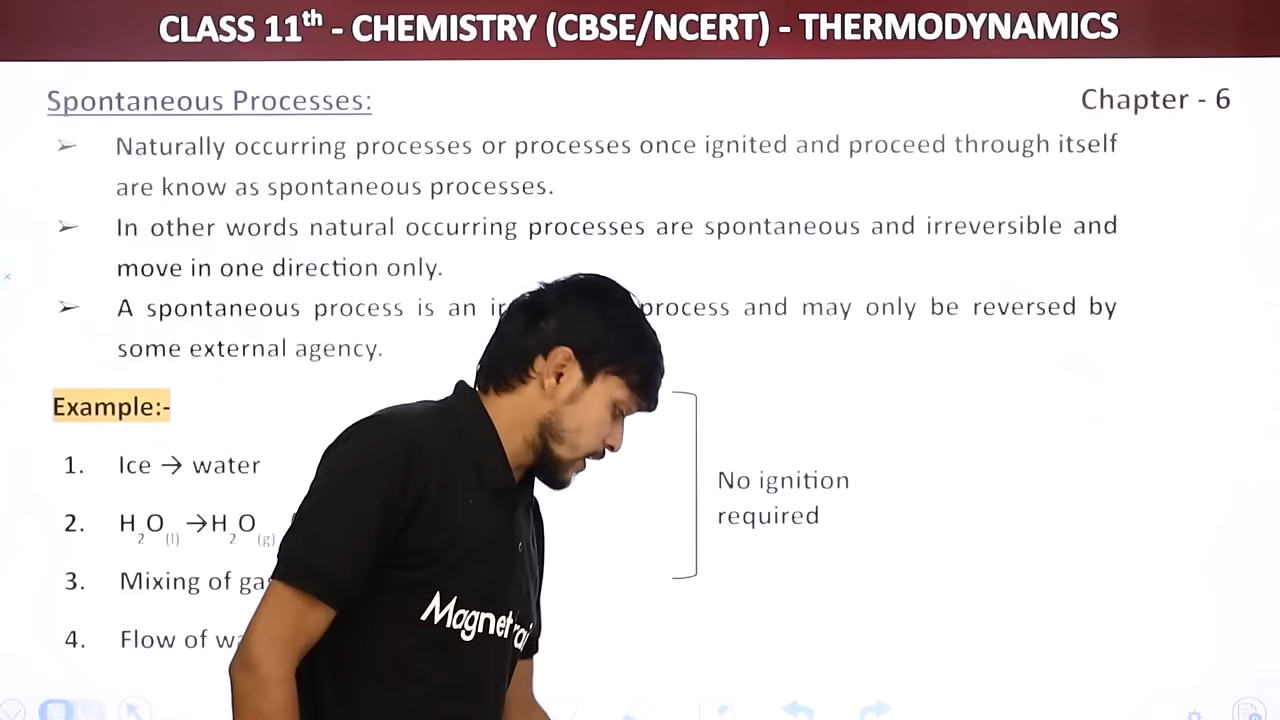 CLASS 11th - CHEMISTRY (CBSE/NCERT) - THERMODYNAMICS
Spontaneous Processes:
Chapter - 6
➢ Naturally occurring processes or processes once ignited and proceed through itself
are know as spontaneous processes.
➢ In other words natural occurring processes are spontaneous and irreversible and
move in one direction only.
➢ A spontaneous process is an process and may only be reversed by
some external agency.
Example:-
1. Ice → water
2. H2O(l) →H2O(g)
3. Mixing of
4. Flow of
No ignition
required
Magnet